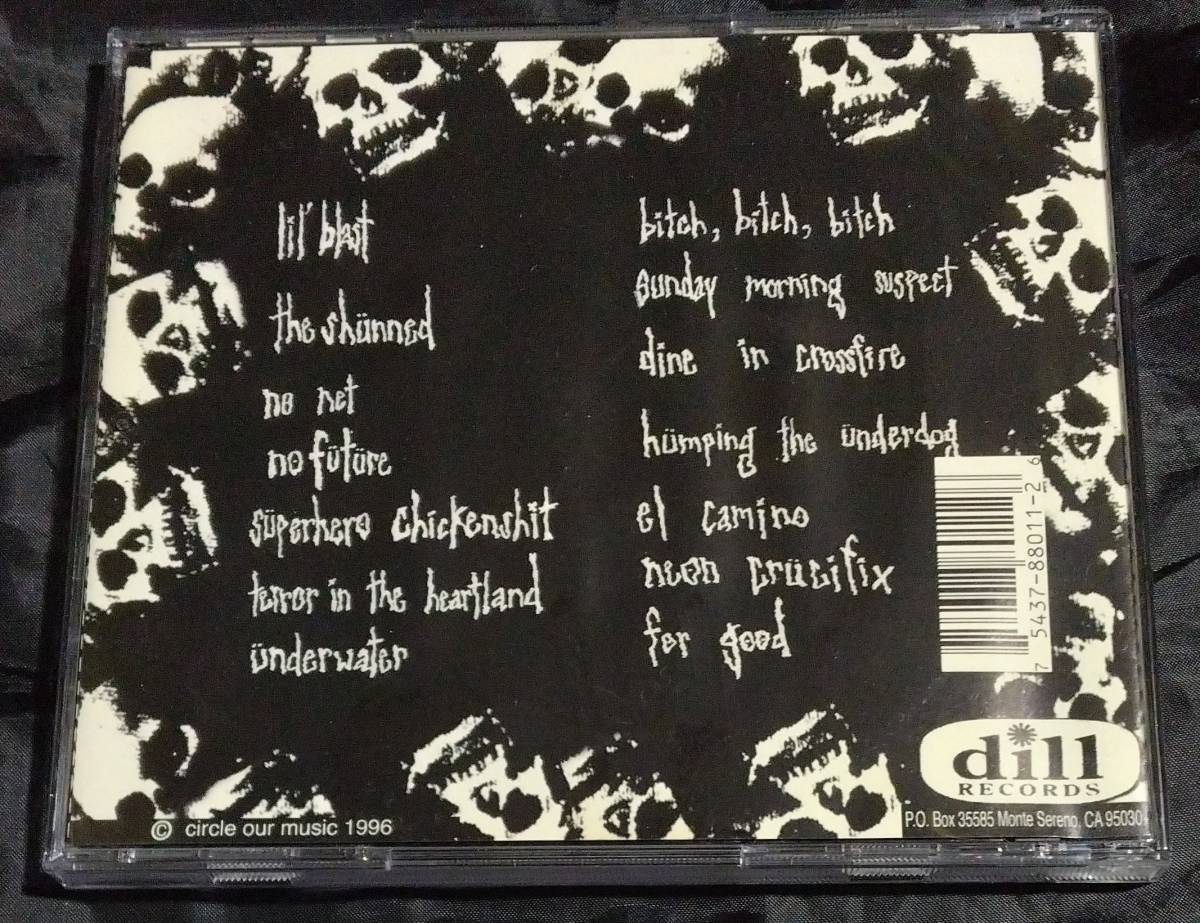 lil' blast
the shünned
no net
no fütüre
süperhero chickenshit
terror in the heartland
ünderwater
bitch, bitch, bitch
sunday morning suspect
dine in crossfire
hümping the ünderdog
el camino
neon crücifix
for good
7 5437-88011-2 6
dill
RECORDS
P.O. Box 35585 Monte Sereno, CA 95030
© circle our music 1996